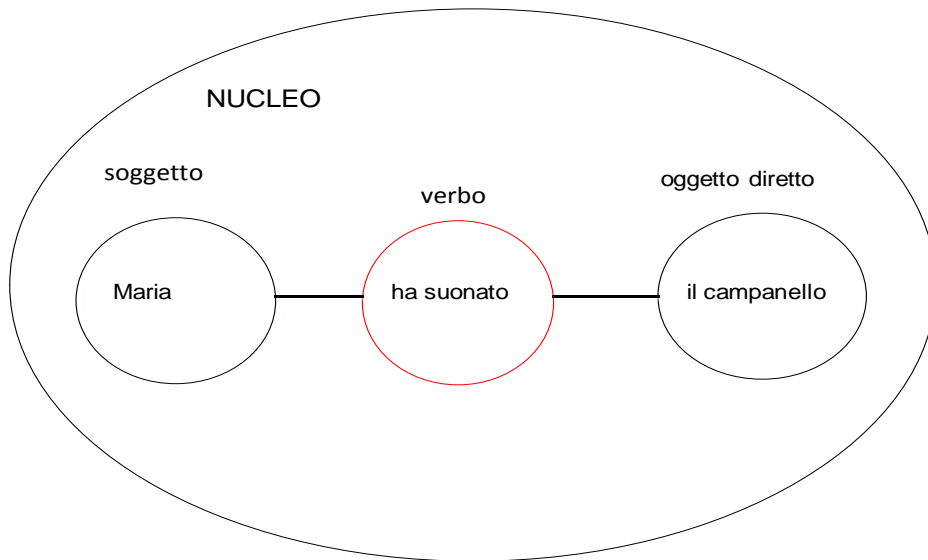 NUCLEO
soggetto
verbo
oggetto diretto
Maria
ha suonato
il campanello